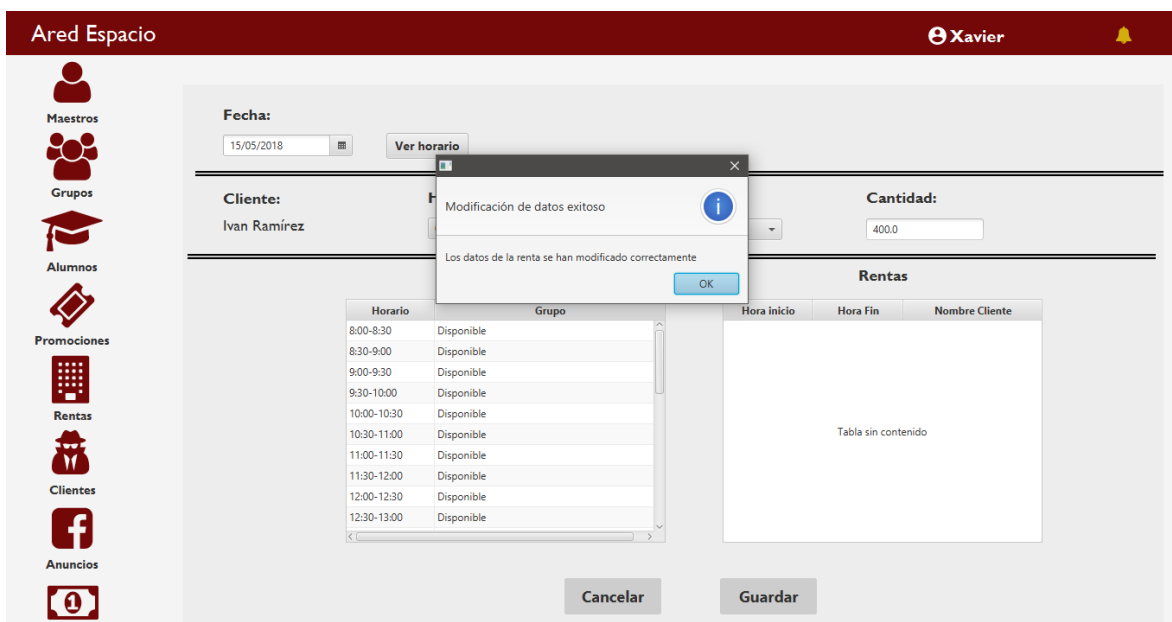 Ared Espacio
Xavier
Maestros
Grupos
Alumnos
Promociones
Rentas
Clientes
Anuncios
Fecha:
15/05/2018
Ver horario
Cliente:
Ivan Ramírez
Cantidad:
400.0
Modificación de datos exitoso
Los datos de la renta se han modificado correctamente
OK
Horario Grupo
8:00-8:30 Disponible
8:30-9:00 Disponible
9:00-9:30 Disponible
9:30-10:00 Disponible
10:00-10:30 Disponible
10:30-11:00 Disponible
11:00-11:30 Disponible
11:30-12:00 Disponible
12:00-12:30 Disponible
12:30-13:00 Disponible
Rentas
Hora inicio Hora Fin Nombre Cliente
Tabla sin contenido
Cancelar
Guardar